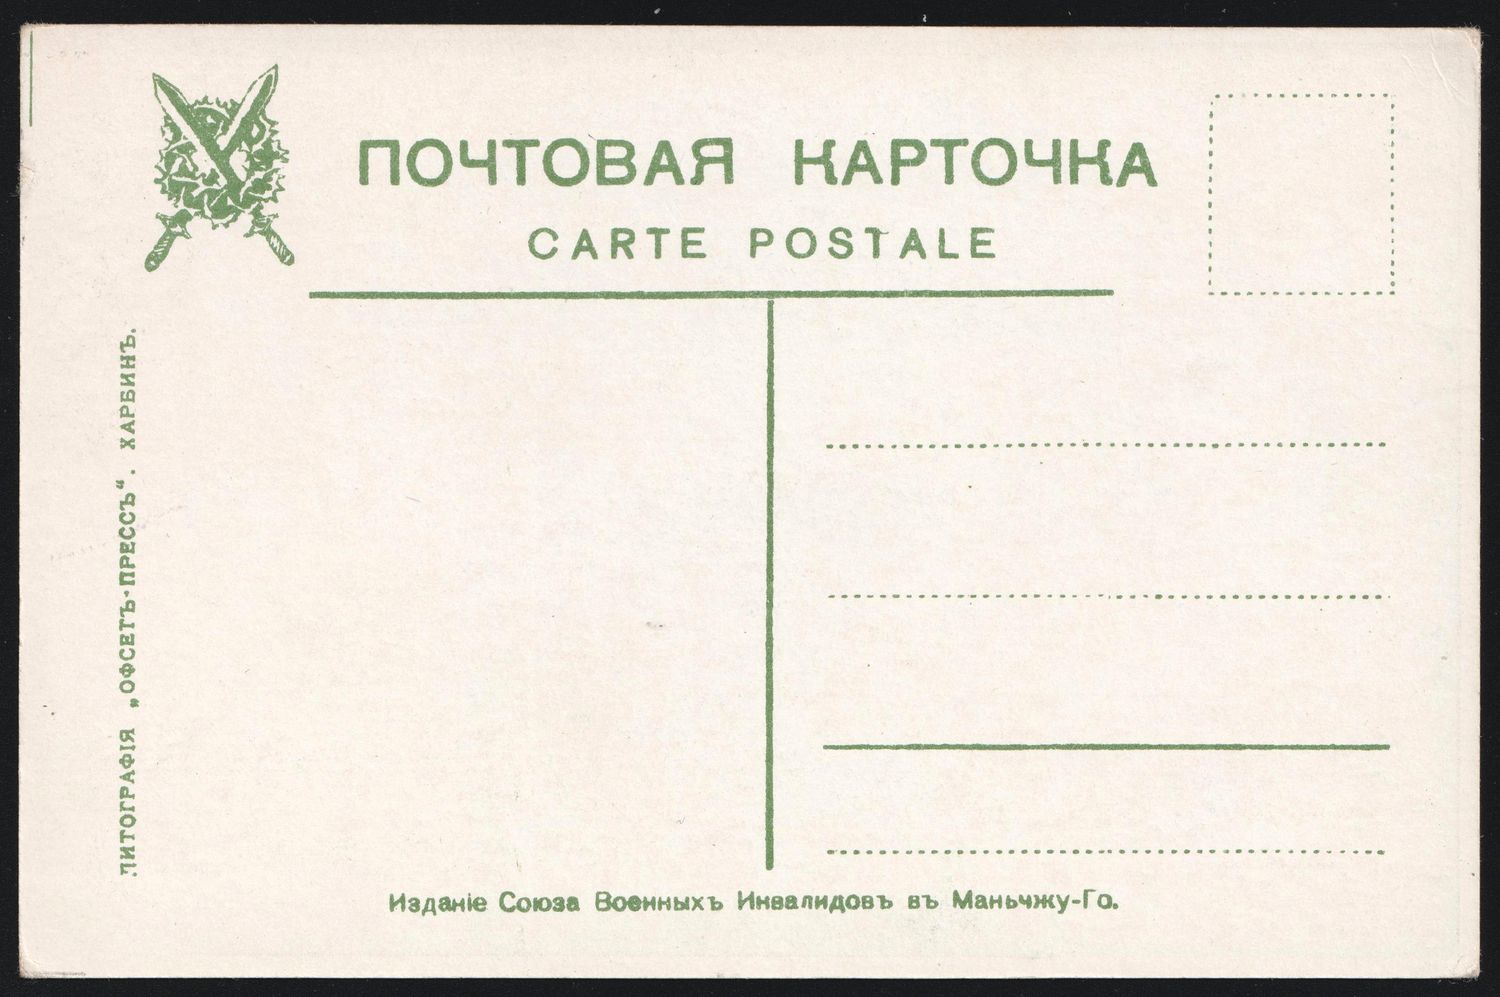 ПОЧТОВАЯ КАРТОЧКА
CARTE POSTALE
ЛИТОГРАФІЯ „ОФСЕТЪ-ПРЕССЪ“. ХАРБИНЪ.
Изданіе Союза Военныхъ Инвалидовъ въ Маньчжу-Го.